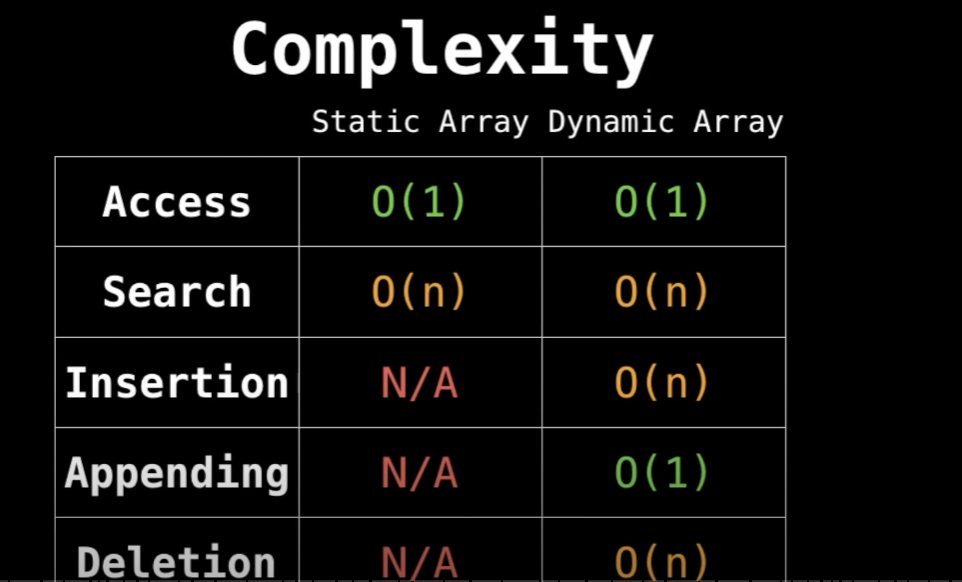 Complexity
Static Array Dynamic Array
Access O(1) O(1)
Search O(n) O(n)
Insertion N/A O(n)
Appending N/A O(1)
Deletion N/A O(n)